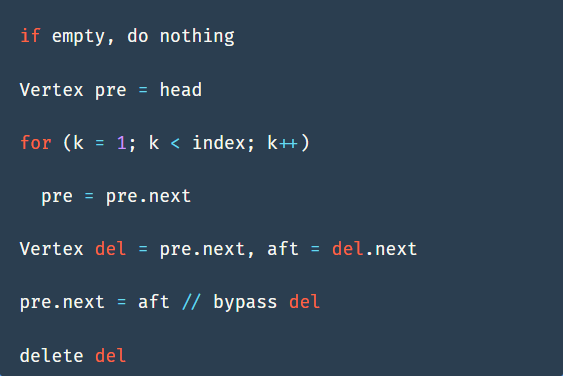 if empty, do nothing
Vertex pre = head
for (k = 1; k < index; k++)
  pre = pre.next
Vertex del = pre.next, aft = del.next
pre.next = aft // bypass del
delete del